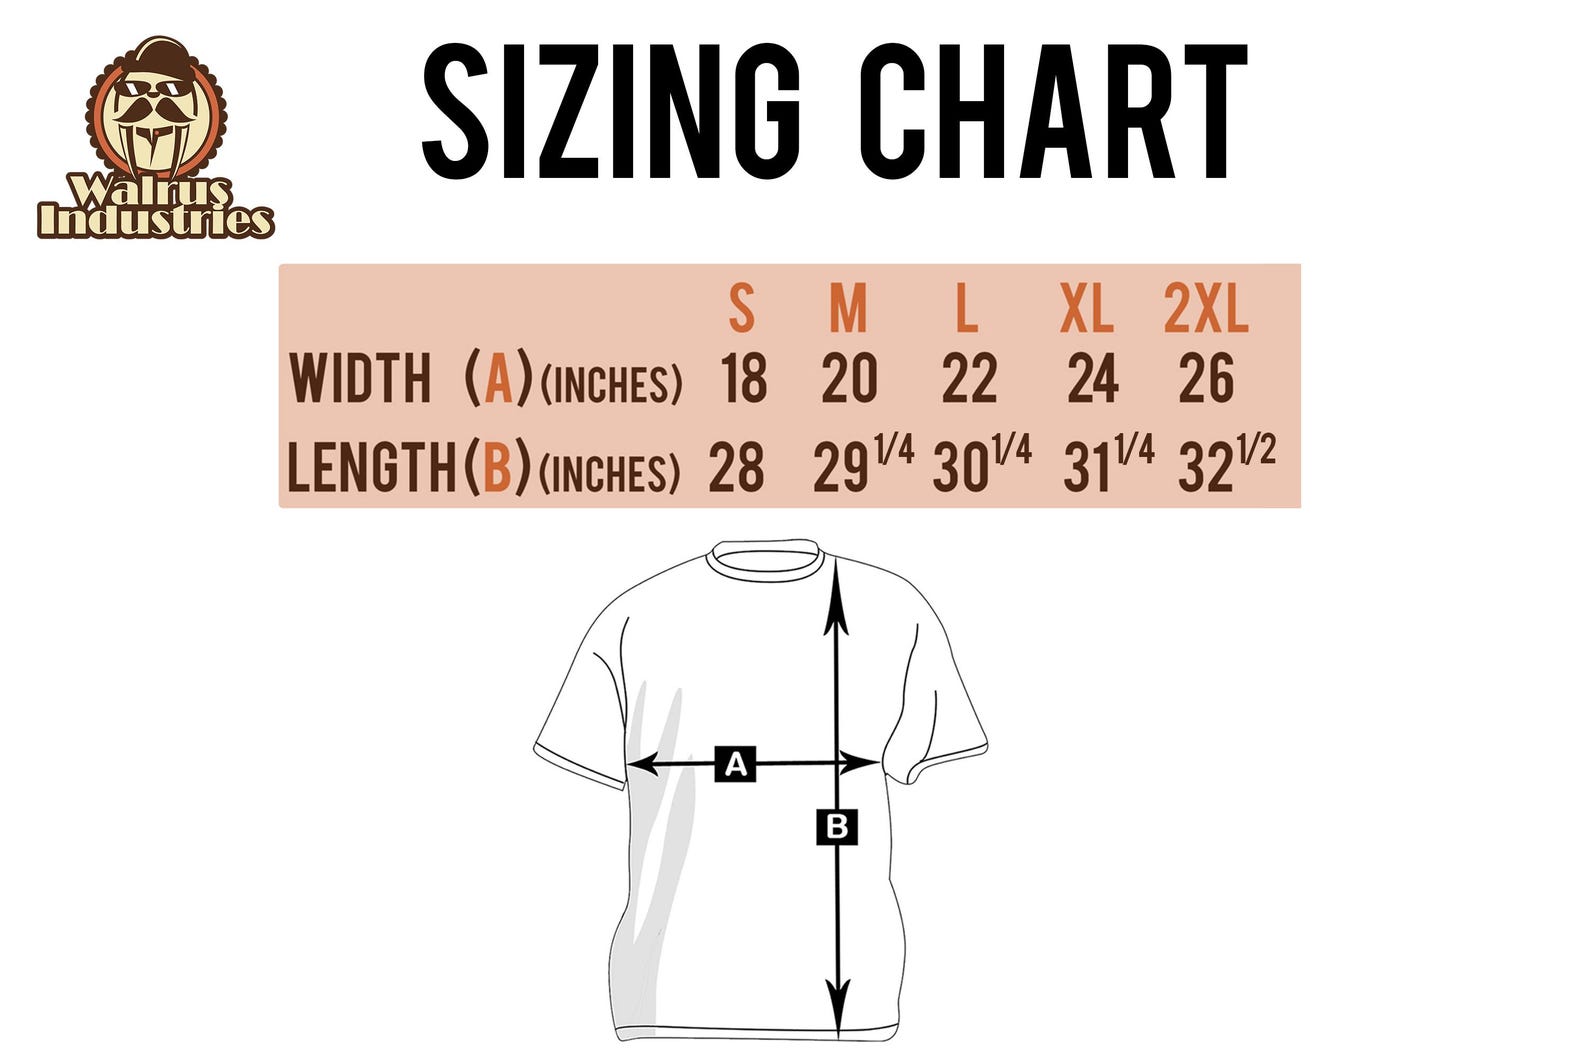 Walrus
Industries
SIZING CHART
S M L XL 2XL
WIDTH (A) (INCHES) 18 20 22 24 26
LENGTH (B) (INCHES) 28 29 1/4 30 1/4 31 1/4 32 1/2
A
B